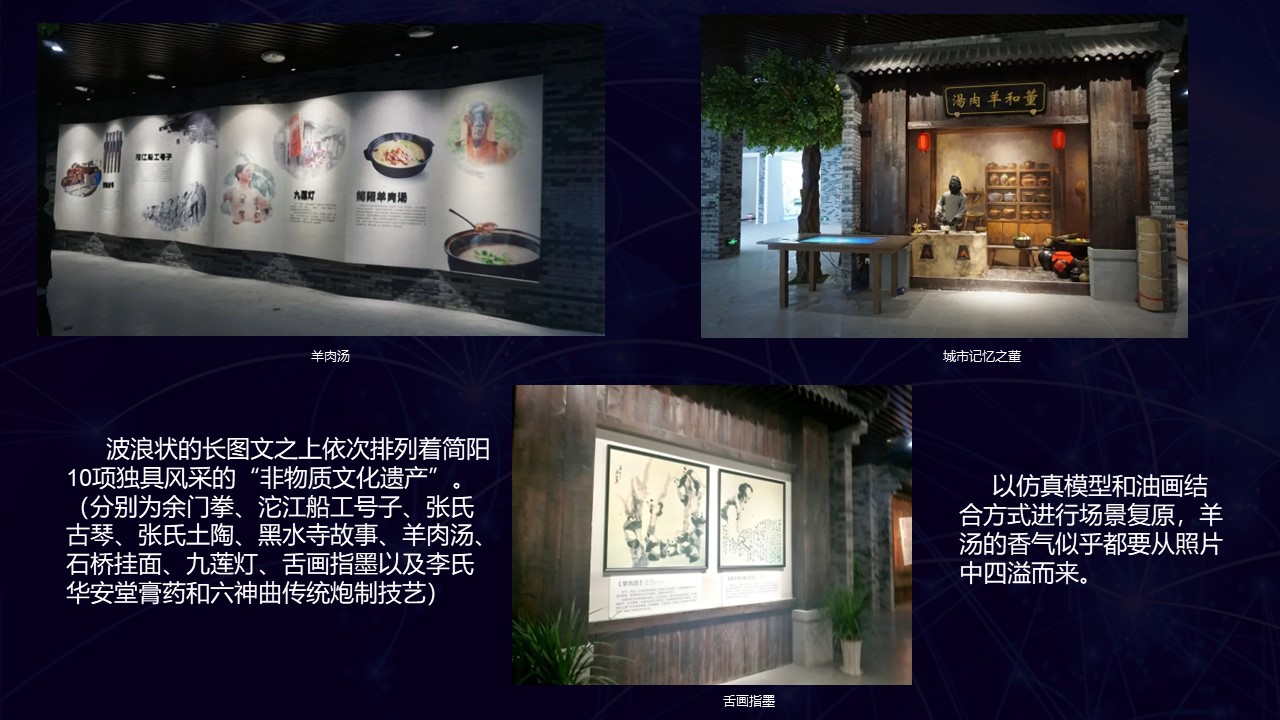 沱江船工号子
九莲灯
简阳羊肉汤
湯肉羊和董
羊肉汤
城市记忆之董
波浪状的长图文之上依次排列着简阳
10项独具风采的“非物质文化遗产”。
（分别为余门拳、沱江船工号子、张氏
古琴、张氏土陶、黑水寺故事、羊肉汤、
石桥挂面、九莲灯、舌画指墨以及李氏
华安堂膏药和六神曲传统炮制技艺）
以仿真模型和油画结
合方式进行场景复原，羊
汤的香气似乎都要从照片
中四溢而来。
舌画指墨